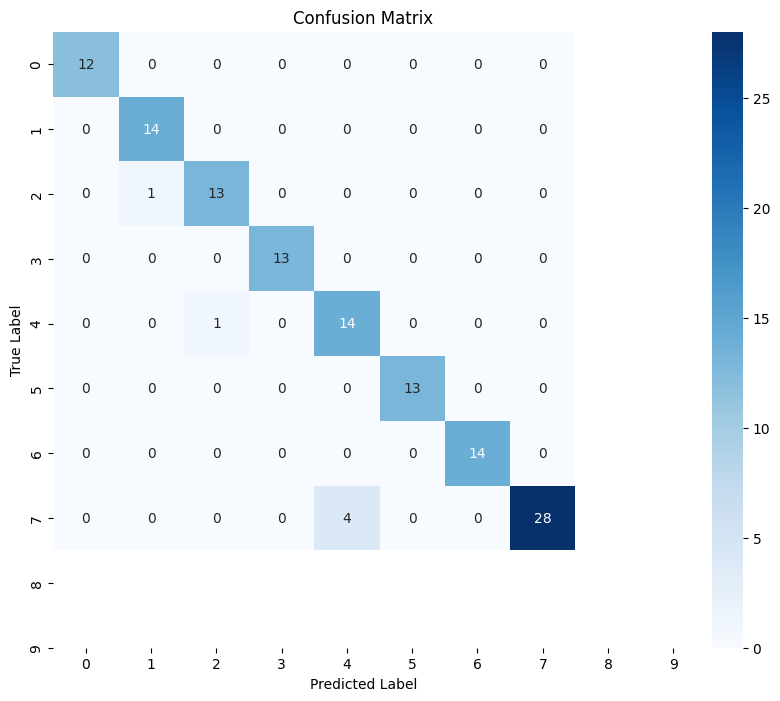 Confusion Matrix
0 12 0 0 0 0 0 0 0
1 0 14 0 0 0 0 0 0
2 0 1 13 0 0 0 0 0
3 0 0 0 13 0 0 0 0
4 0 0 1 0 14 0 0 0
5 0 0 0 0 0 13 0 0
6 0 0 0 0 0 0 14 0
7 0 0 0 0 4 0 0 28
8
9
True Label
0 1 2 3 4 5 6 7 8 9
Predicted Label
25
20
15
10
5
0